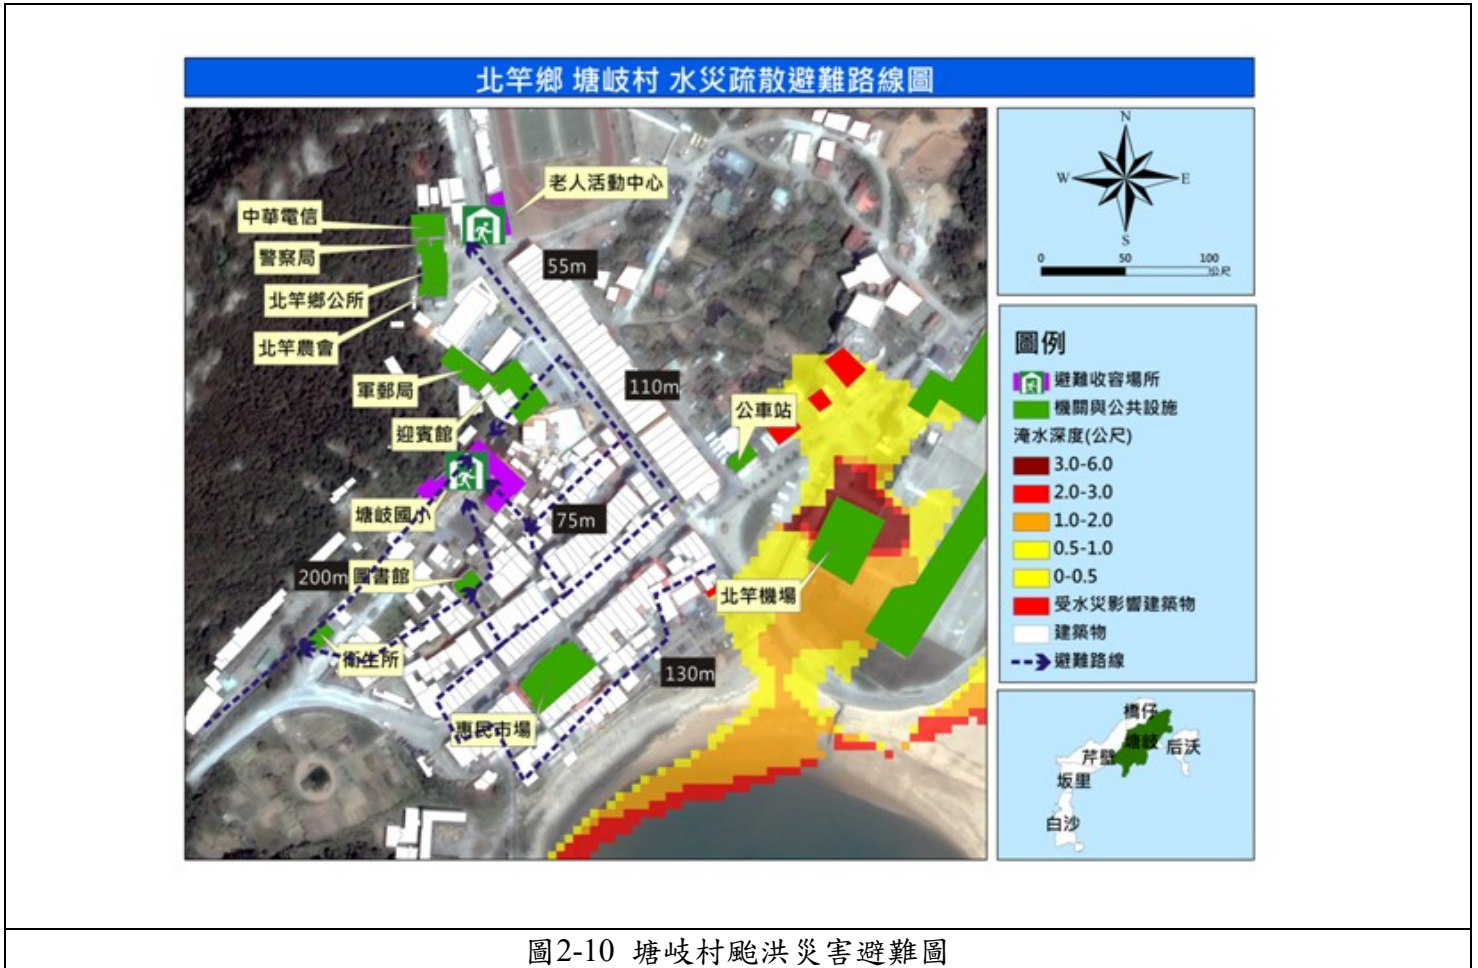 北竿鄉 塘岐村 水災疏散避難路線圖
老人活動中心
中華電信
警察局
北竿鄉公所
北竿農會
軍郵局
迎賓館
塘岐國小
圖書館
衛生所
惠民市場
公車站
北竿機場
55m
110m
75m
200m
130m
N
W
E
S
0
50
100
公尺
圖例
避難收容場所
機關與公共設施
淹水深度(公尺)
3.0-6.0
2.0-3.0
1.0-2.0
0.5-1.0
0-0.5
受水災影響建築物
建築物
避難路線
橋仔
塘岐
后沃
芹壁
坂里
白沙
圖2-10 塘岐村颱洪災害避難圖